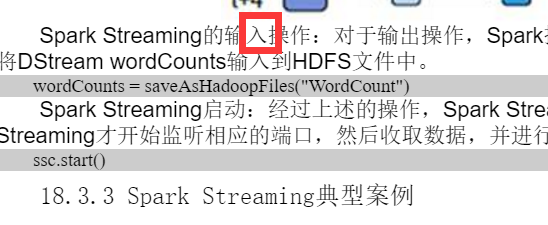 Spark Streaming的输入操作：对于输出操作，Spark
将DStream wordCounts输入到HDFS文件中。
wordCounts = saveAsHadoopFiles("WordCount")
Spark Streaming启动：经过上述的操作，Spark Strea
Streaming才开始监听相应的端口，然后收取数据，并进行
ssc.start()
18.3.3 Spark Streaming典型案例